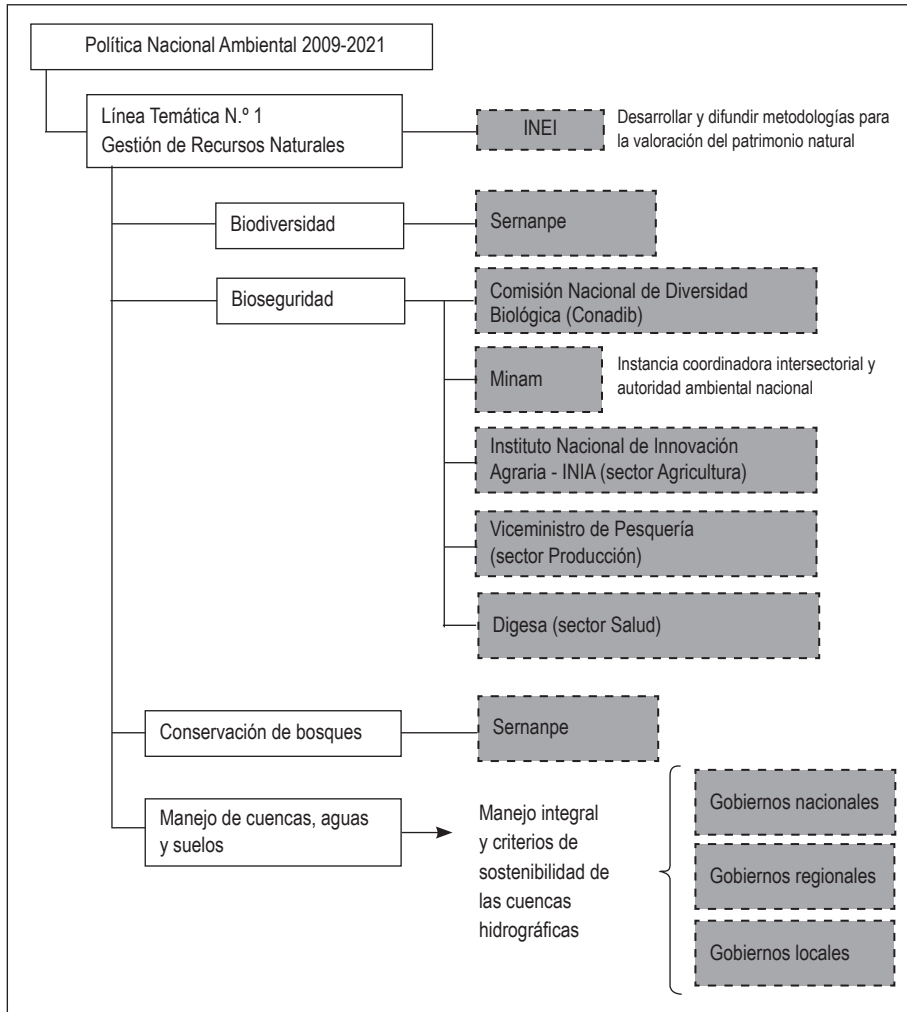 Política Nacional Ambiental 2009-2021
Línea Temática N.º 1
Gestión de Recursos Naturales
INEI
Desarrollar y difundir metodologías para
la valoración del patrimonio natural
Biodiversidad
Sernanpe
Bioseguridad
Comisión Nacional de Diversidad
Biológica (Conadib)
Minam
Instancia coordinadora intersectorial y
autoridad ambiental nacional
Instituto Nacional de Innovación
Agraria - INIA (sector Agricultura)
Viceministro de Pesquería
(sector Producción)
Digesa (sector Salud)
Conservación de bosques
Sernanpe
Manejo de cuencas, aguas
y suelos
Manejo integral
y criterios de
sostenibilidad de
las cuencas
hidrográficas
Gobiernos nacionales
Gobiernos regionales
Gobiernos locales